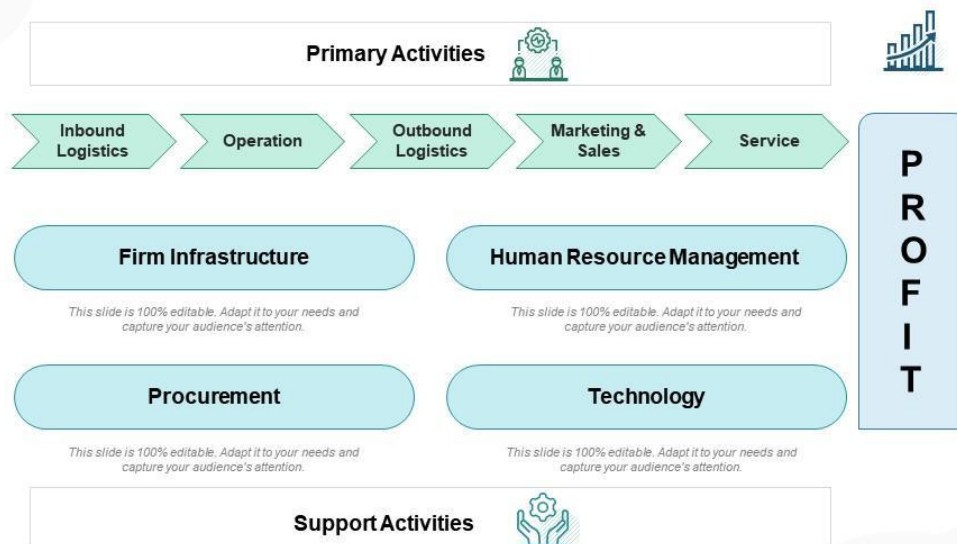 Primary Activities
Inbound
Logistics
Operation
Outbound
Logistics
Marketing &
Sales
Service
PROFIT
Firm Infrastructure
Human Resource Management
This slide is 100% editable. Adapt it to your needs and
capture your audience's attention.
This slide is 100% editable. Adapt it to your needs and
capture your audience's attention.
Procurement
Technology
This slide is 100% editable. Adapt it to your needs and
capture your audience's attention.
This slide is 100% editable. Adapt it to your needs and
capture your audience's attention.
Support Activities